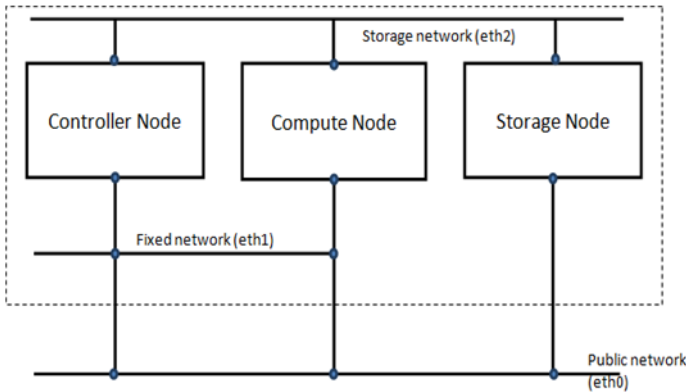 Storage network (eth2)
Controller Node
Compute Node
Storage Node
Fixed network (eth1)
Public network
(eth0)